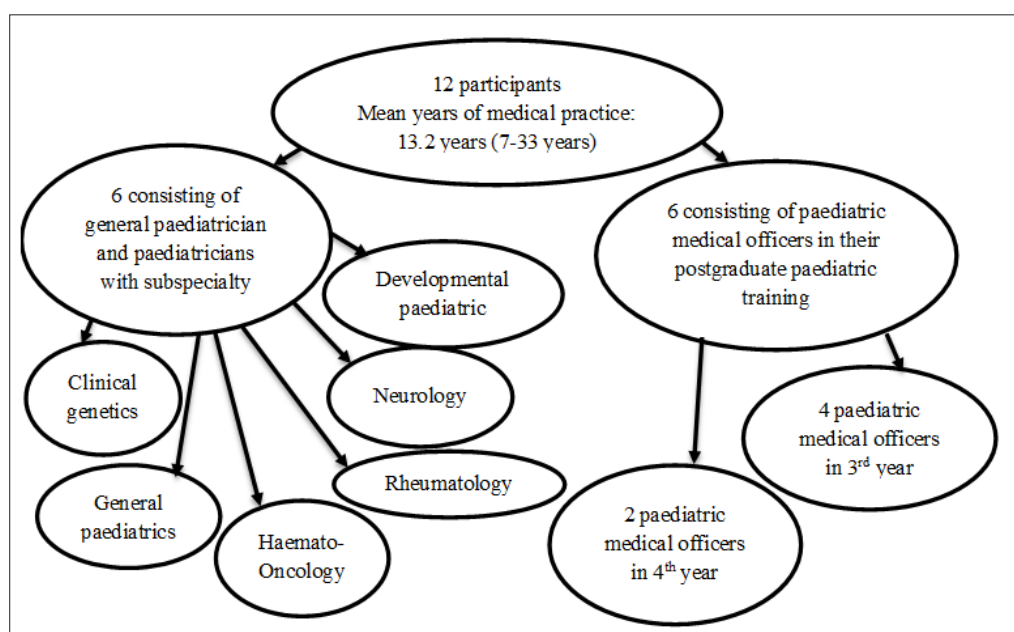 12 participants
Mean years of medical practice:
13.2 years (7-33 years)
6 consisting of
general paediatrician
and paediatricians
with subspecialty
6 consisting of paediatric
medical officers in their
postgraduate paediatric
training
Developmental
paediatric
Clinical
genetics
Neurology
4 paediatric
medical officers
in 3rd year
General
paediatrics
Rheumatology
Haemato-
Oncology
2 paediatric
medical officers
in 4th year